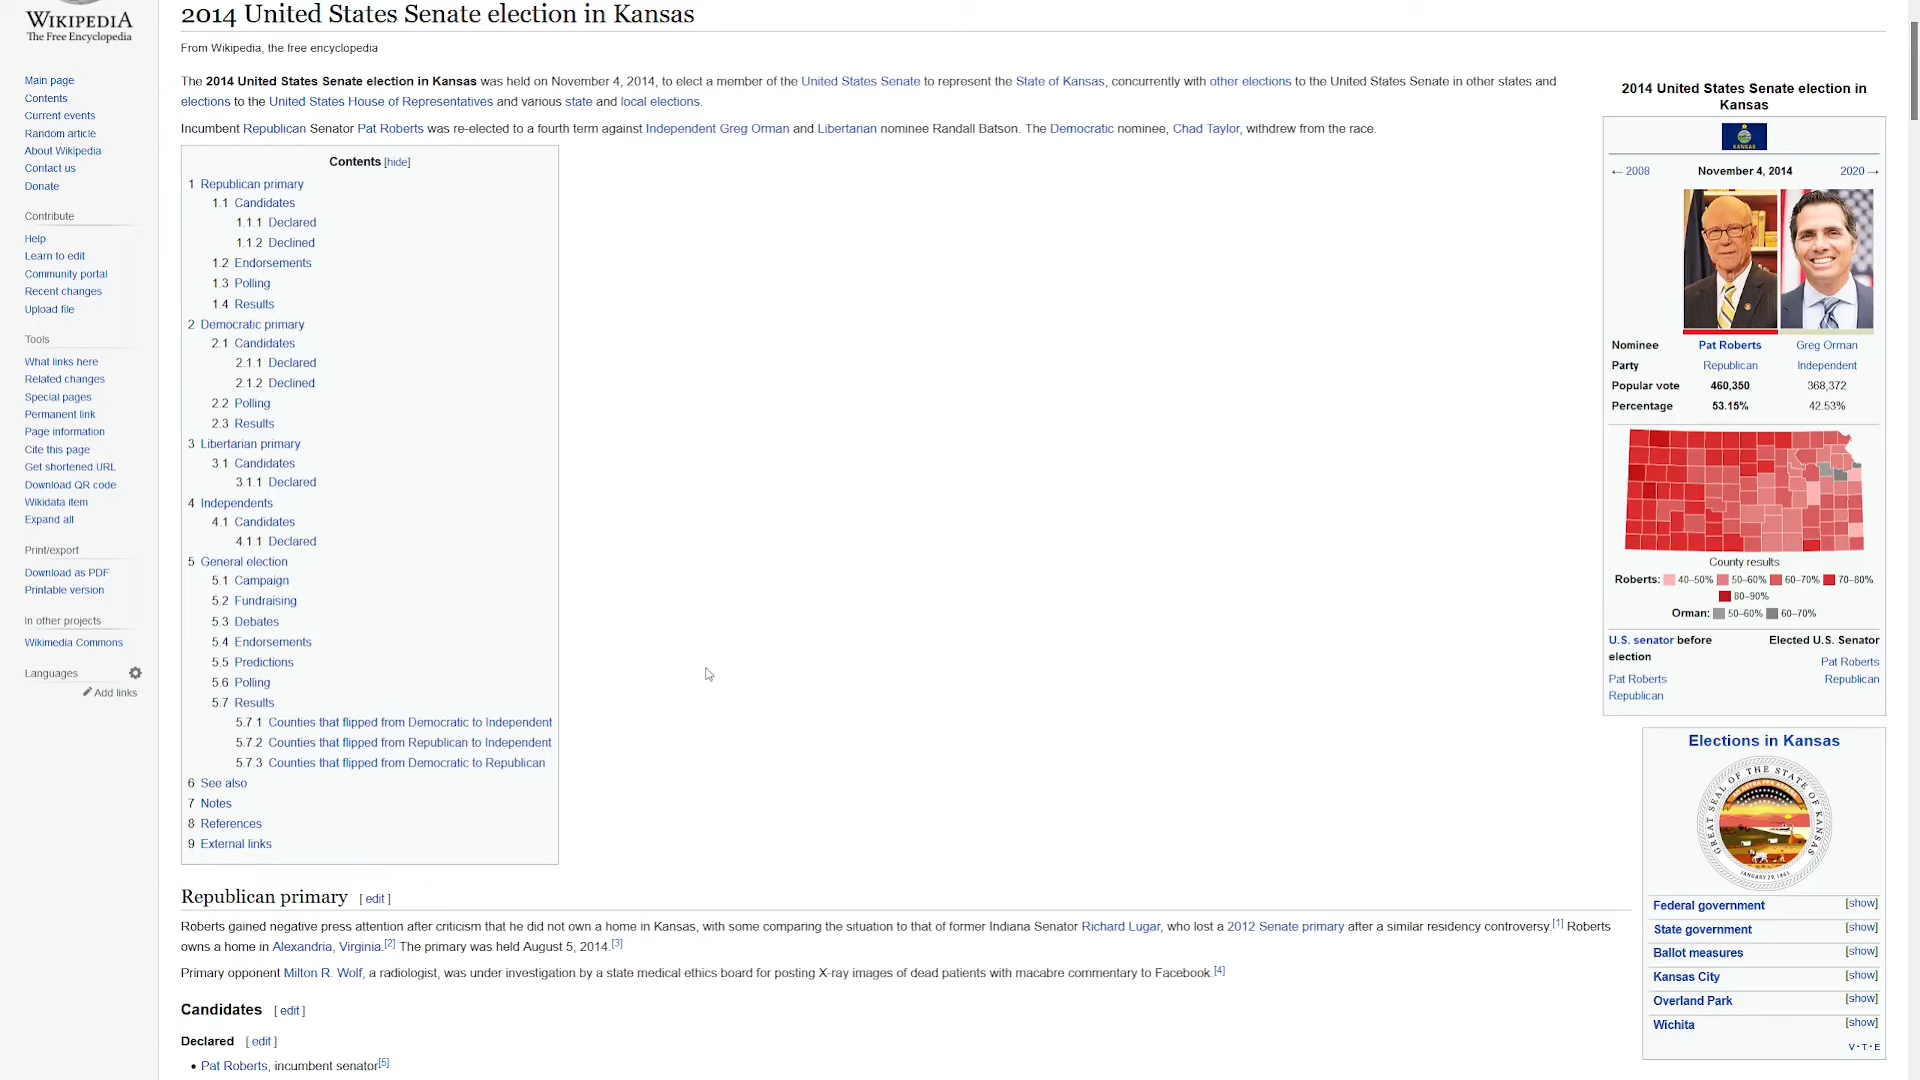 WIKIPEDIA
The Free Encyclopedia
Main page
Contents
Current events
Random article
About Wikipedia
Contact us
Donate
Contribute
Help
Learn to edit
Community portal
Recent changes
Upload file
Tools
What links here
Related changes
Special pages
Permanent link
Page information
Cite this page
Get shortened URL
Download QR code
Wikidata item
Expand all
Print/export
Download as PDF
Printable version
In other projects
Wikimedia Commons
Languages
Add links
2014 United States Senate election in Kansas
From Wikipedia, the free encyclopedia
The 2014 United States Senate election in Kansas was held on November 4, 2014, to elect a member of the United States Senate to represent the State of Kansas, concurrently with other elections to the United States Senate in other states and
elections to the United States House of Representatives and various state and local elections.
Incumbent Republican Senator Pat Roberts was re-elected to a fourth term against Independent Greg Orman and Libertarian nominee Randall Batson. The Democratic nominee, Chad Taylor, withdrew from the race.
Contents [hide]
1 Republican primary
1.1 Candidates
1.1.1 Declared
1.1.2 Declined
1.2 Endorsements
1.3 Polling
1.4 Results
2 Democratic primary
2.1 Candidates
2.1.1 Declared
2.1.2 Declined
2.2 Polling
2.3 Results
3 Libertarian primary
3.1 Candidates
3.1.1 Declared
4 Independents
4.1 Candidates
4.1.1 Declared
5 General election
5.1 Campaign
5.2 Fundraising
5.3 Debates
5.4 Endorsements
5.5 Predictions
5.6 Polling
5.7 Results
5.7.1 Counties that flipped from Democratic to Independent
5.7.2 Counties that flipped from Republican to Independent
5.7.3 Counties that flipped from Democratic to Republican
6 See also
7 Notes
8 References
9 External links
Republican primary [ edit ]
Roberts gained negative press attention after criticism that he did not own a home in Kansas, with some comparing the situation to that of former Indiana Senator Richard Lugar, who lost a 2012 Senate primary after a similar residency controversy.[1] Roberts
owns a home in Alexandria, Virginia.[2] The primary was held August 5, 2014.[3]
Primary opponent Milton R. Wolf, a radiologist, was under investigation by a state medical ethics board for posting X-ray images of dead patients with macabre commentary to Facebook.[4]
Candidates [ edit ]
Declared [ edit ]
• Pat Roberts, incumbent senator[5]
2014 United States Senate election in
Kansas
KANSAS
← 2008 November 4, 2014 2020 →
Nominee Pat Roberts Greg Orman
Party Republican Independent
Popular vote 460,350 368,372
Percentage 53.15% 42.53%
County results
Roberts: 40–50% 50–60% 60–70% 70–80%
80–90%
Orman: 50–60% 60–70%
U.S. senator before election
Pat Roberts
Republican
Elected U.S. Senator
Pat Roberts
Republican
Elections in Kansas
GREAT SEAL OF THE STATE OF KANSAS
JANUARY 29, 1861
Federal government [show]
State government [show]
Ballot measures [show]
Kansas City [show]
Overland Park [show]
Wichita [show]
V · T · E